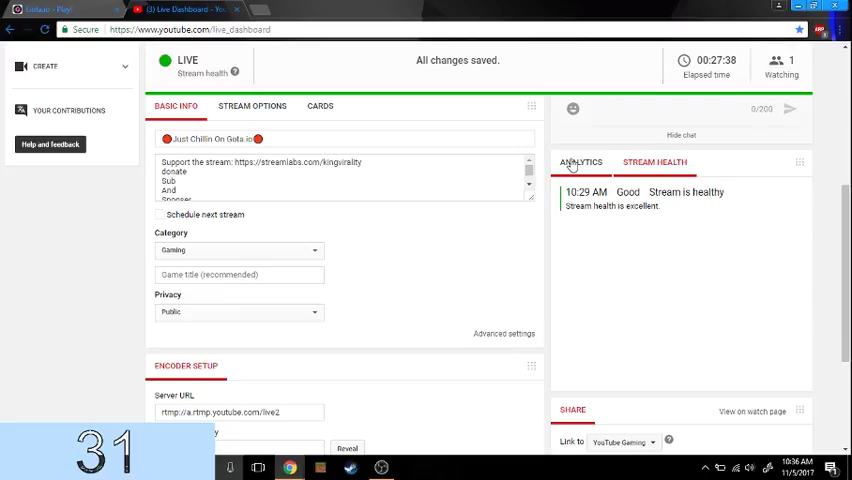 Gota.io - Play!
(3) Live Dashboard - You
Secure
https://www.youtube.com/live_dashboard
CREATE
YOUR CONTRIBUTIONS
Help and feedback
LIVE
Stream health ?
All changes saved.
00:27:38
Elapsed time
1
Watching
BASIC INFO
STREAM OPTIONS
CARDS
Just Chillin On Gota.io
Support the stream: https://streamlabs.com/kingvirality
donate
Sub
And
Sponser
Schedule next stream
Category
Gaming
Game title (recommended)
Privacy
Public
Advanced settings
ENCODER SETUP
Server URL
rtmp://a.rtmp.youtube.com/live2
Reveal
0/200
Hide chat
ANALYTICS
STREAM HEALTH
10:29 AM Good Stream is healthy
Stream health is excellent.
SHARE
View on watch page
Link to
YouTube Gaming
?
31
10:36 AM
11/5/2017